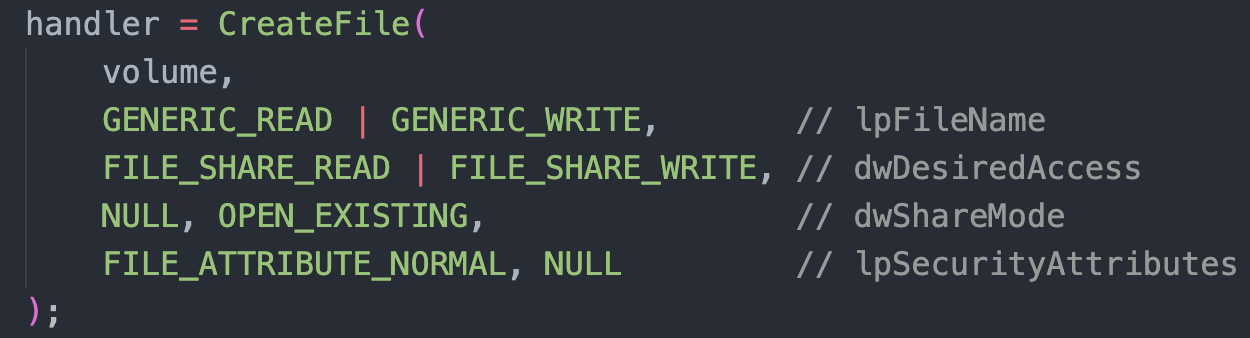 handler = CreateFile(
    volume,
    GENERIC_READ | GENERIC_WRITE,       // lpFileName
    FILE_SHARE_READ | FILE_SHARE_WRITE, // dwDesiredAccess
    NULL, OPEN_EXISTING,                // dwShareMode
    FILE_ATTRIBUTE_NORMAL, NULL         // lpSecurityAttributes
);